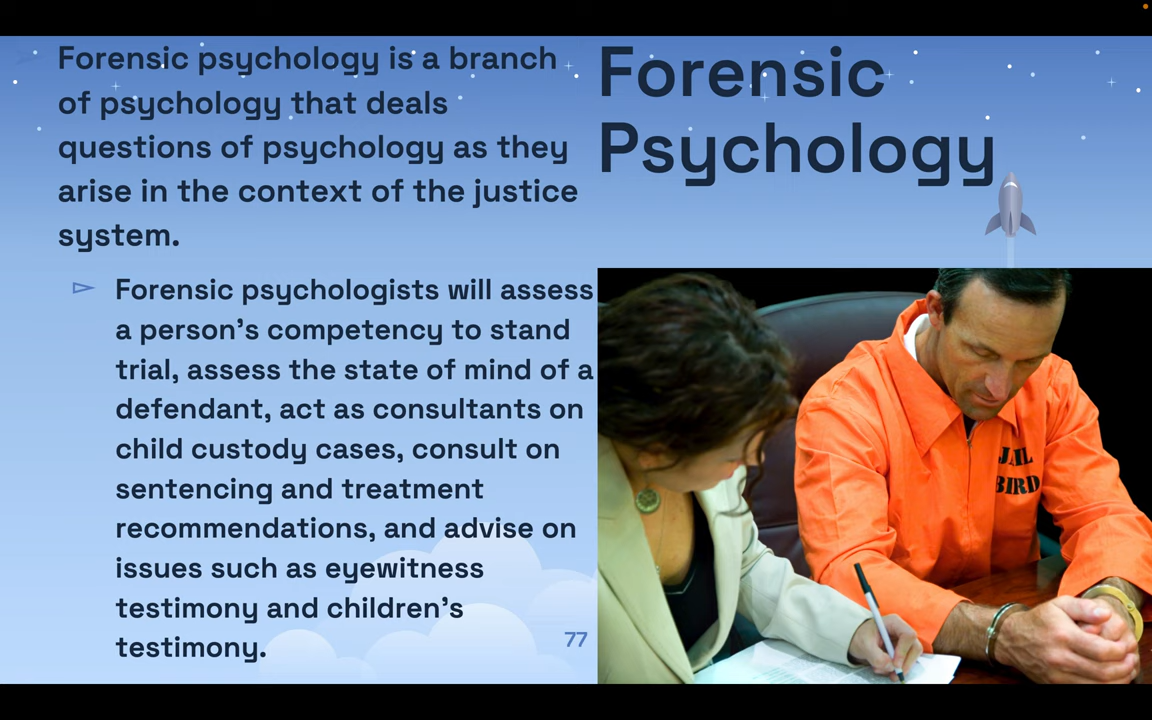 Forensic psychology is a branch
of psychology that deals
questions of psychology as they
arise in the context of the justice
system.
Forensic psychologists will assess
a person's competency to stand
trial, assess the state of mind of a
defendant, act as consultants on
child custody cases, consult on
sentencing and treatment
recommendations, and advise on
issues such as eyewitness
testimony and children's
testimony.
77
Forensic
Psychology
JAIL
BIRD